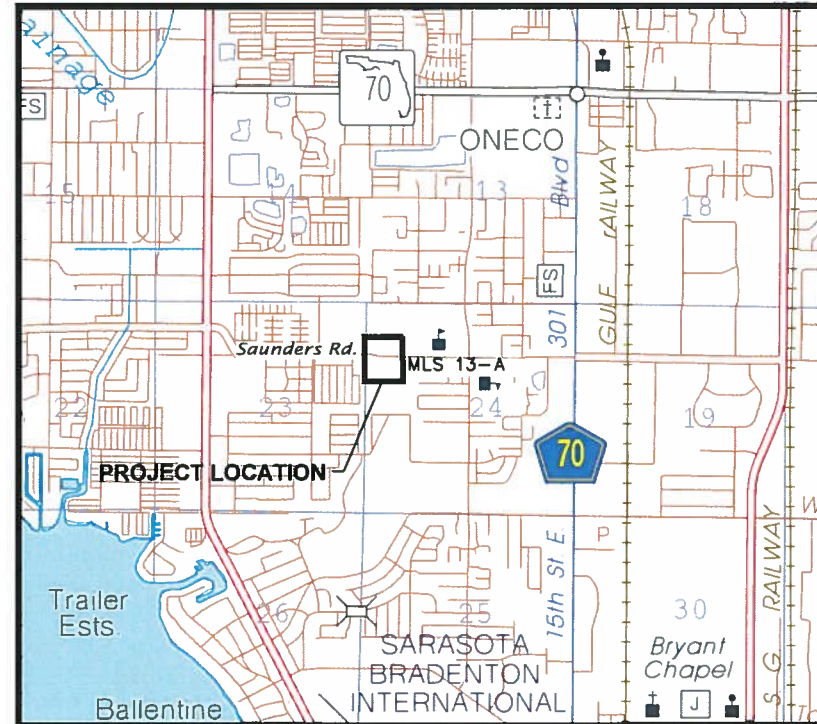 ainage
FS
70
ONECO
15
14
13
Blvd
18
GULF
RAILWAY
FS
301
Saunders Rd.
MLS 13-A
22
23
24
19
70
PROJECT LOCATION
15th St. E.
P
W
Trailer
Ests
26
25
30
SARASOTA
BRADENTON
INTERNATIONAL
Bryant
Chapel
S G RAILWAY
J
Ballentine